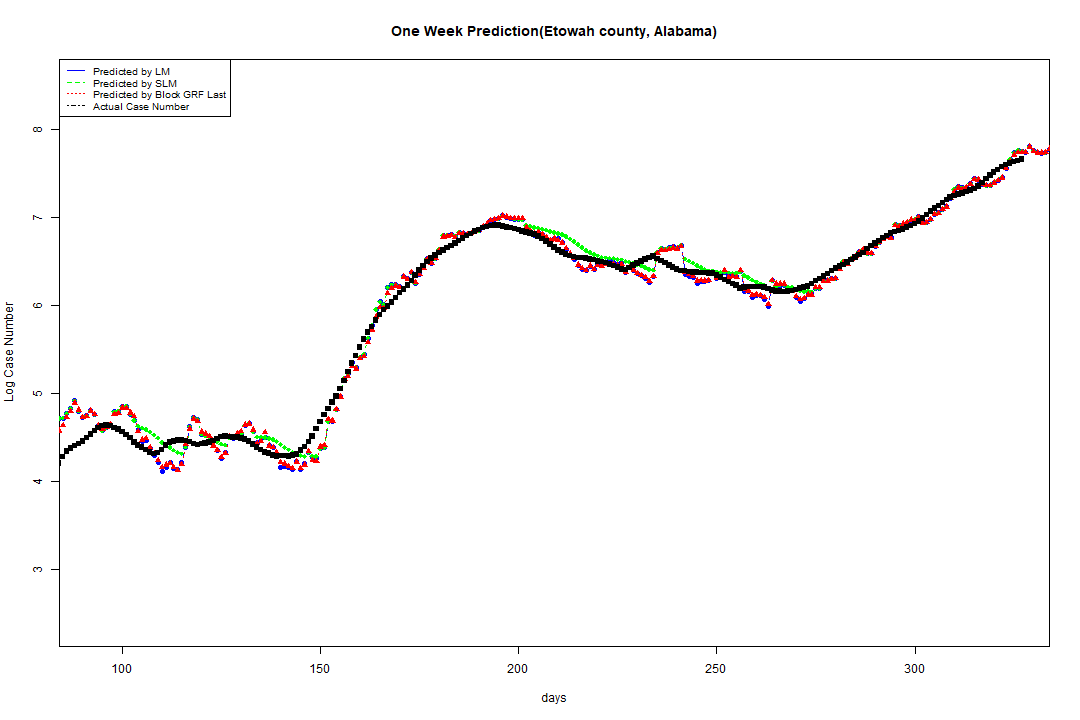 One Week Prediction(Etowah county, Alabama)
Predicted by LM
Predicted by SLM
Predicted by Block GRF Last
Actual Case Number
8
7
6
5
4
3
Log Case Number
100 150 200 250 300
days